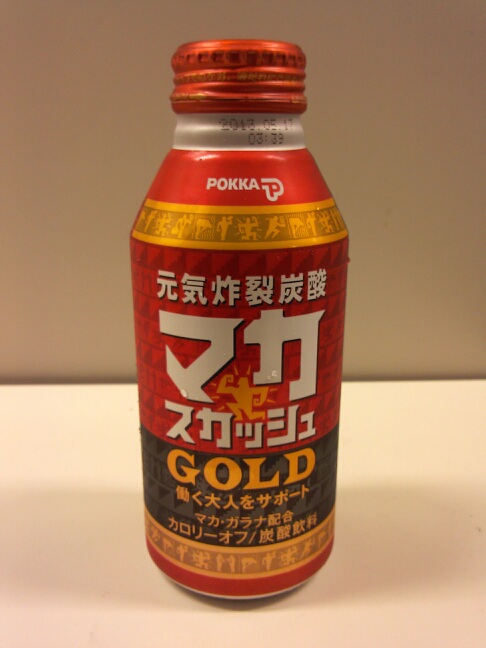 2013.05.17
03:39
POKKA
元気炸裂炭酸
マカ
スカッシュ
GOLD
働く大人をサポート
マカ・ガラナ配合
カロリーオフ/炭酸飲料